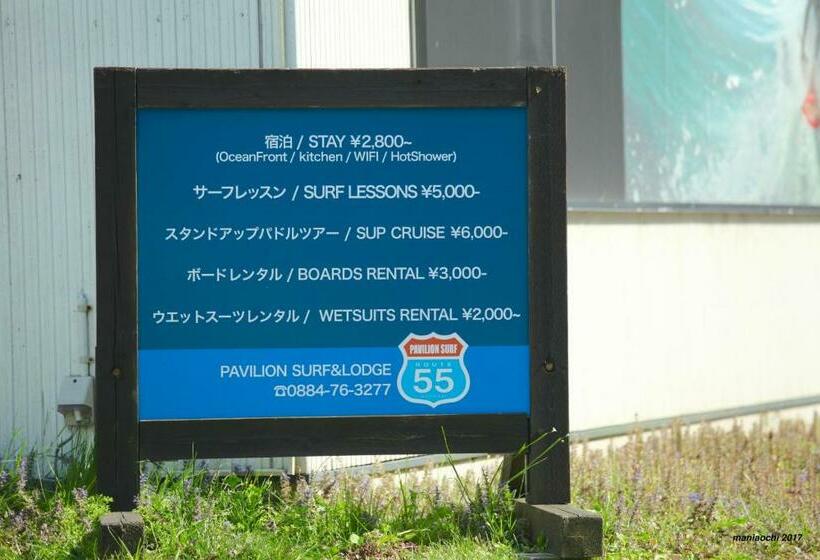 宿泊 / STAY ¥2,800~
(OceanFront / kitchen / WIFI / HotShower)
サーフレッスン / SURF LESSONS ¥5,000-
スタンドアップパドルツアー / SUP CRUISE ¥6,000-
ボードレンタル / BOARDS RENTAL ¥3,000-
ウエットスーツレンタル / WETSUITS RENTAL ¥2,000~
PAVILION SURF&LODGE
☎0884-76-3277
PAVILION SURF
ROUTE
55
maniaochi 2017